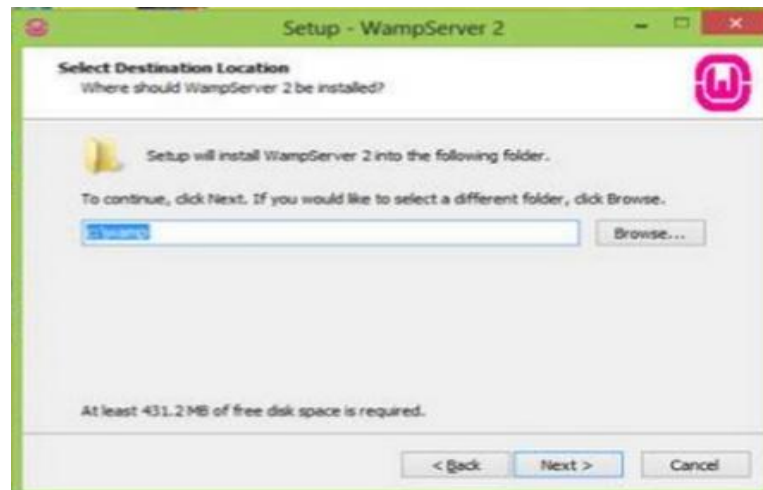 Setup - WampServer 2
Select Destination Location
Where should WampServer 2 be installed?
Setup will install WampServer 2 into the following folder.
To continue, click Next. If you would like to select a different folder, click Browse.
c:\wamp
Browse...
At least 431.2 MB of free disk space is required.
< Back
Next >
Cancel